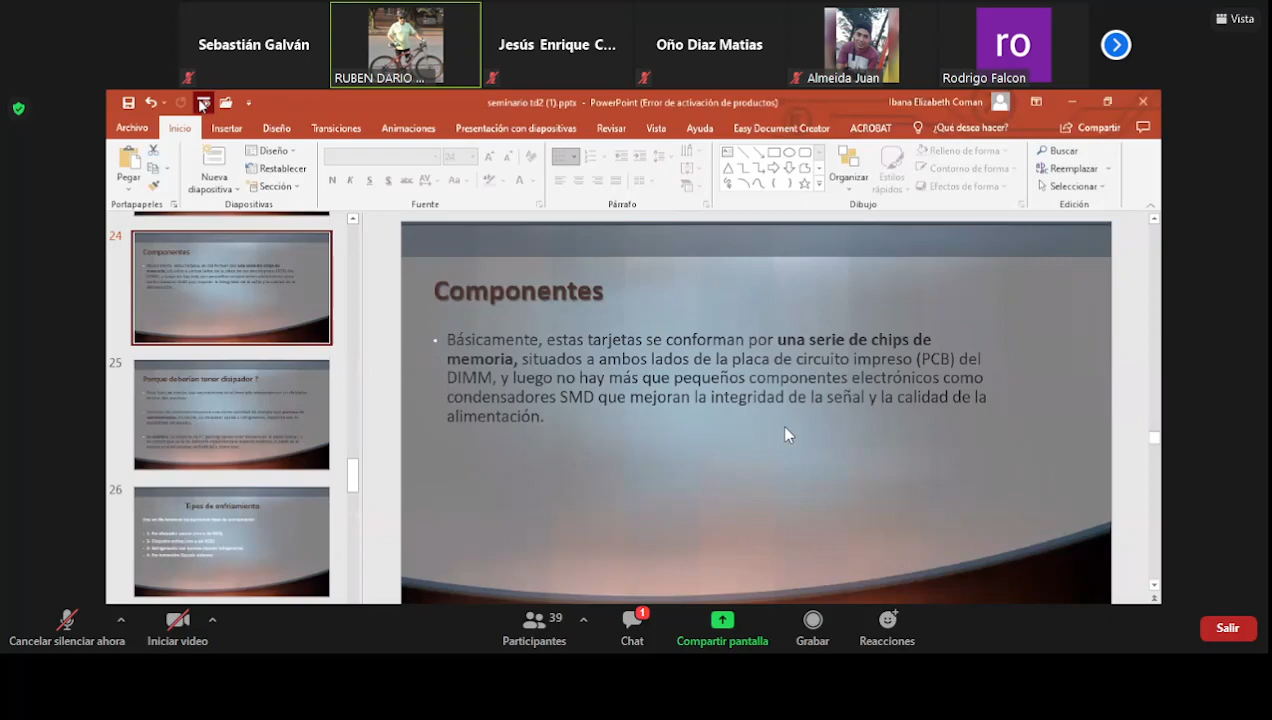 Vista
Sebastián Galván
RUBEN DARIO ...
Jesús Enrique C...
Oño Diaz Matias
Almeida Juan
ro
Rodrigo Falcon
seminario td2 (1).pptx - PowerPoint (Error de activación de productos)
Ibana Elizabeth Coman
Archivo Inicio Insertar Diseño Transiciones Animaciones Presentación con diapositivas Revisar Vista Ayuda Easy Document Creator ACROBAT ¿Qué desea hacer? Compartir
Pegar
Portapapeles
Nueva
diapositiva
Diseño
Restablecer
Sección
Diapositivas
24
N K S S abc AV Aa A
Fuente
Párrafo
Organizar
Estilos
rápidos
Relleno de forma
Contorno de forma
Efectos de forma
Dibujo
Buscar
Reemplazar
Seleccionar
Edición
24
Componentes
25
Porque deberían tener disipador ?
26
Tipos de enfriamiento
Componentes
• Básicamente, estas tarjetas se conforman por una serie de chips de
memoria, situados a ambos lados de la placa de circuito impreso (PCB) del
DIMM, y luego no hay más que pequeños componentes electrónicos como
condensadores SMD que mejoran la integridad de la señal y la calidad de la
alimentación.
Cancelar silenciar ahora
Iniciar video
39
Participantes
1
Chat
Compartir pantalla
Grabar
Reacciones
Salir